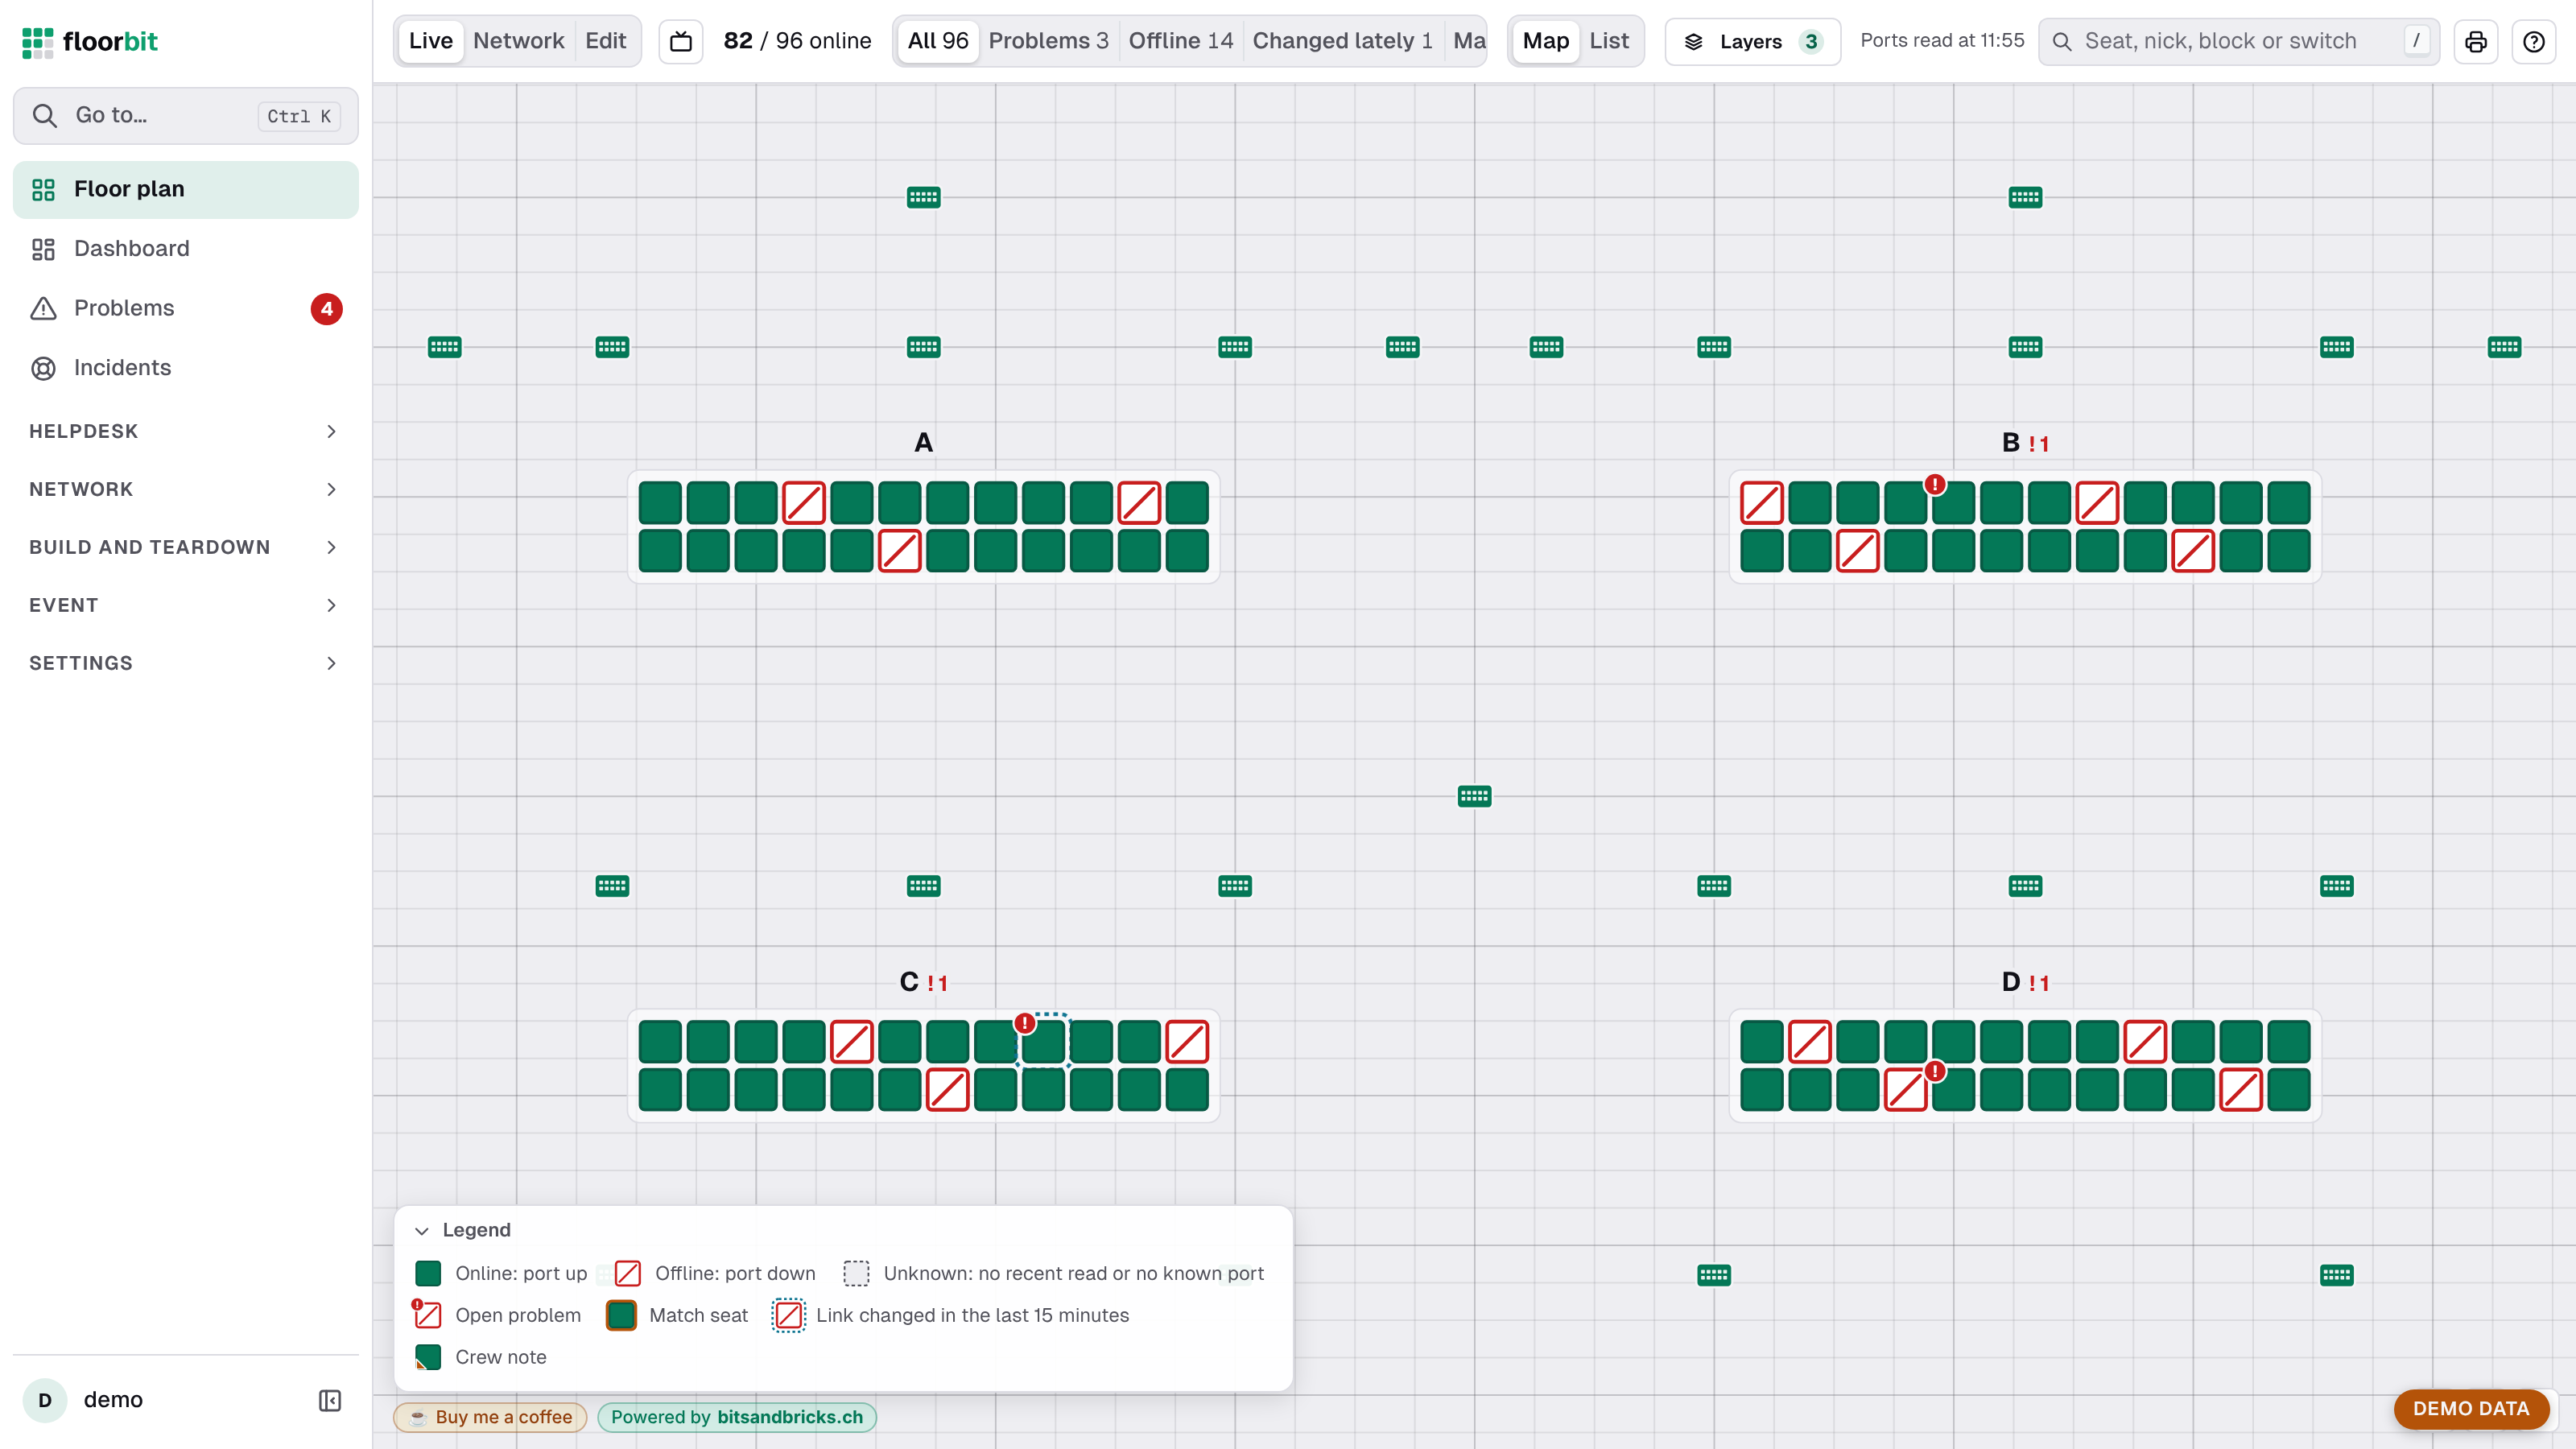 floorbit
Live Network Edit 82 / 96 online All 96 Problems 3 Offline 14 Changed lately 1 Ma Map List Layers 3 Ports read at 11:55 Seat, nick, block or switch /
Go to... Ctrl K
Floor plan
Dashboard
Problems 4
Incidents
HELPDESK
NETWORK
BUILD AND TEARDOWN
EVENT
SETTINGS
A
B !1
C !1
D !1
Legend
Online: port up Offline: port down Unknown: no recent read or no known port
Open problem Match seat Link changed in the last 15 minutes
Crew note
D demo
Buy me a coffee Powered by bitsandbricks.ch
DEMO DATA